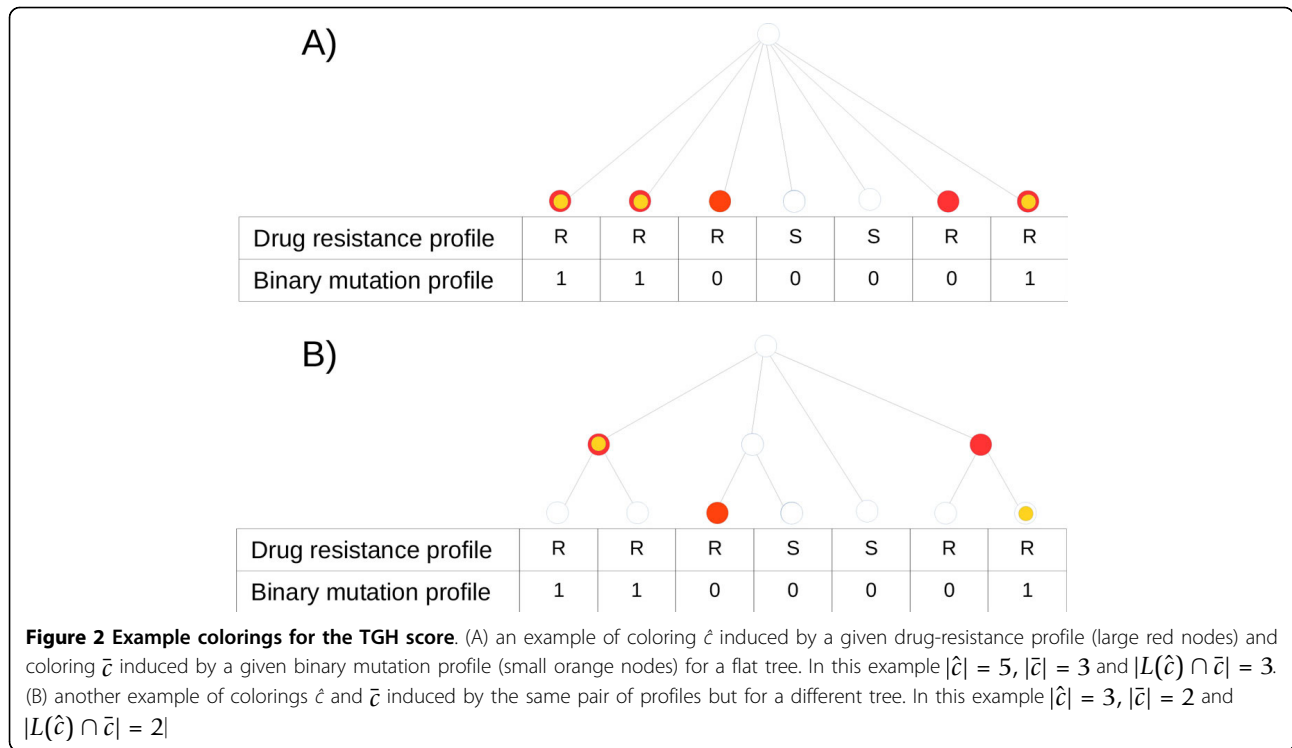 A)
Drug resistance profile R R R S S R R
Binary mutation profile 1 1 0 0 0 0 1
B)
Drug resistance profile R R R S S R R
Binary mutation profile 1 1 0 0 0 0 1
Figure 2 Example colorings for the TGH score. (A) an example of coloring ĉ induced by a given drug-resistance profile (large red nodes) and
coloring c̄ induced by a given binary mutation profile (small orange nodes) for a flat tree. In this example |ĉ| = 5, |c̄| = 3 and |L(ĉ) ∩ c̄| = 3.
(B) another example of colorings ĉ and c̄ induced by the same pair of profiles but for a different tree. In this example |ĉ| = 3, |c̄| = 2 and
|L(ĉ) ∩ c̄| = 2|